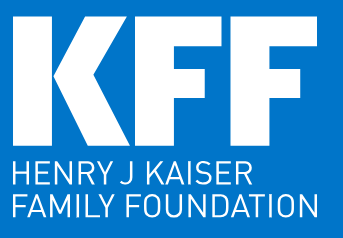 KFF
HENRY J KAISER
FAMILY FOUNDATION